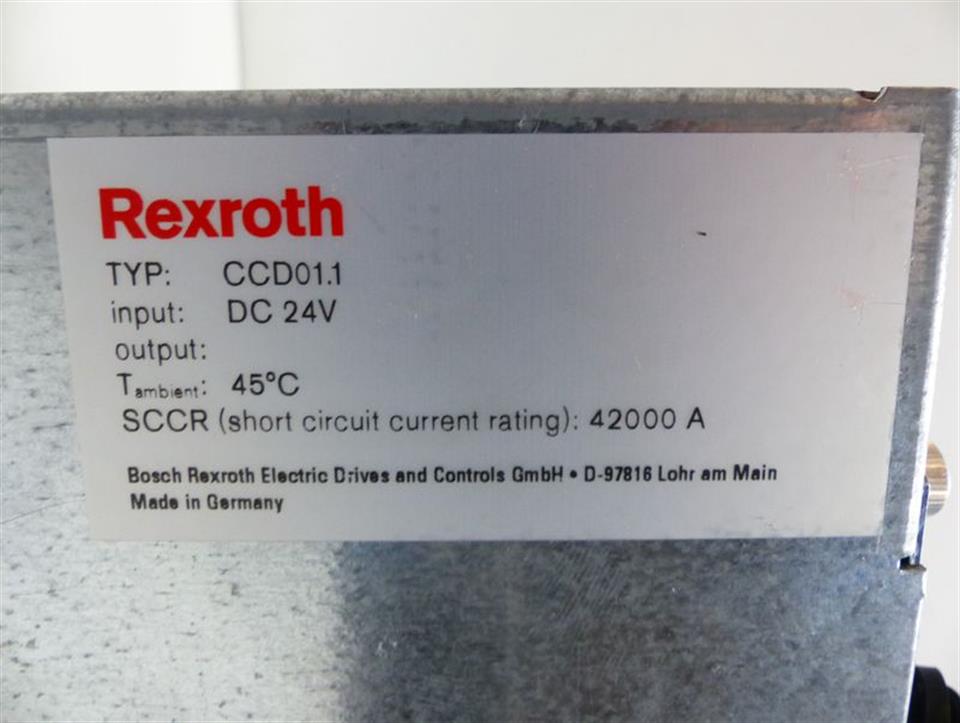 Rexroth
TYP: CCD01.1
input: DC 24V
output:
Tambient: 45°C
SCCR (short circuit current rating): 42000 A
Bosch Rexroth Electric Drives and Controls GmbH • D-97816 Lohr am Main
Made in Germany